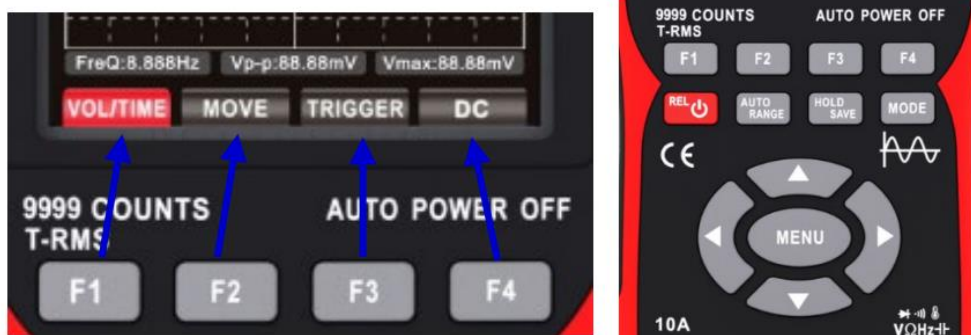 FreQ:8.888Hz Vp-p:88.88mV Vmax:88.88mV
VOL/TIME MOVE TRIGGER DC
9999 COUNTS AUTO POWER OFF
T-RMS
F1 F2 F3 F4
9999 COUNTS AUTO POWER OFF
T-RMS
F1 F2 F3 F4
REL AUTO RANGE HOLD SAVE MODE
CE
MENU
10A VΩHz